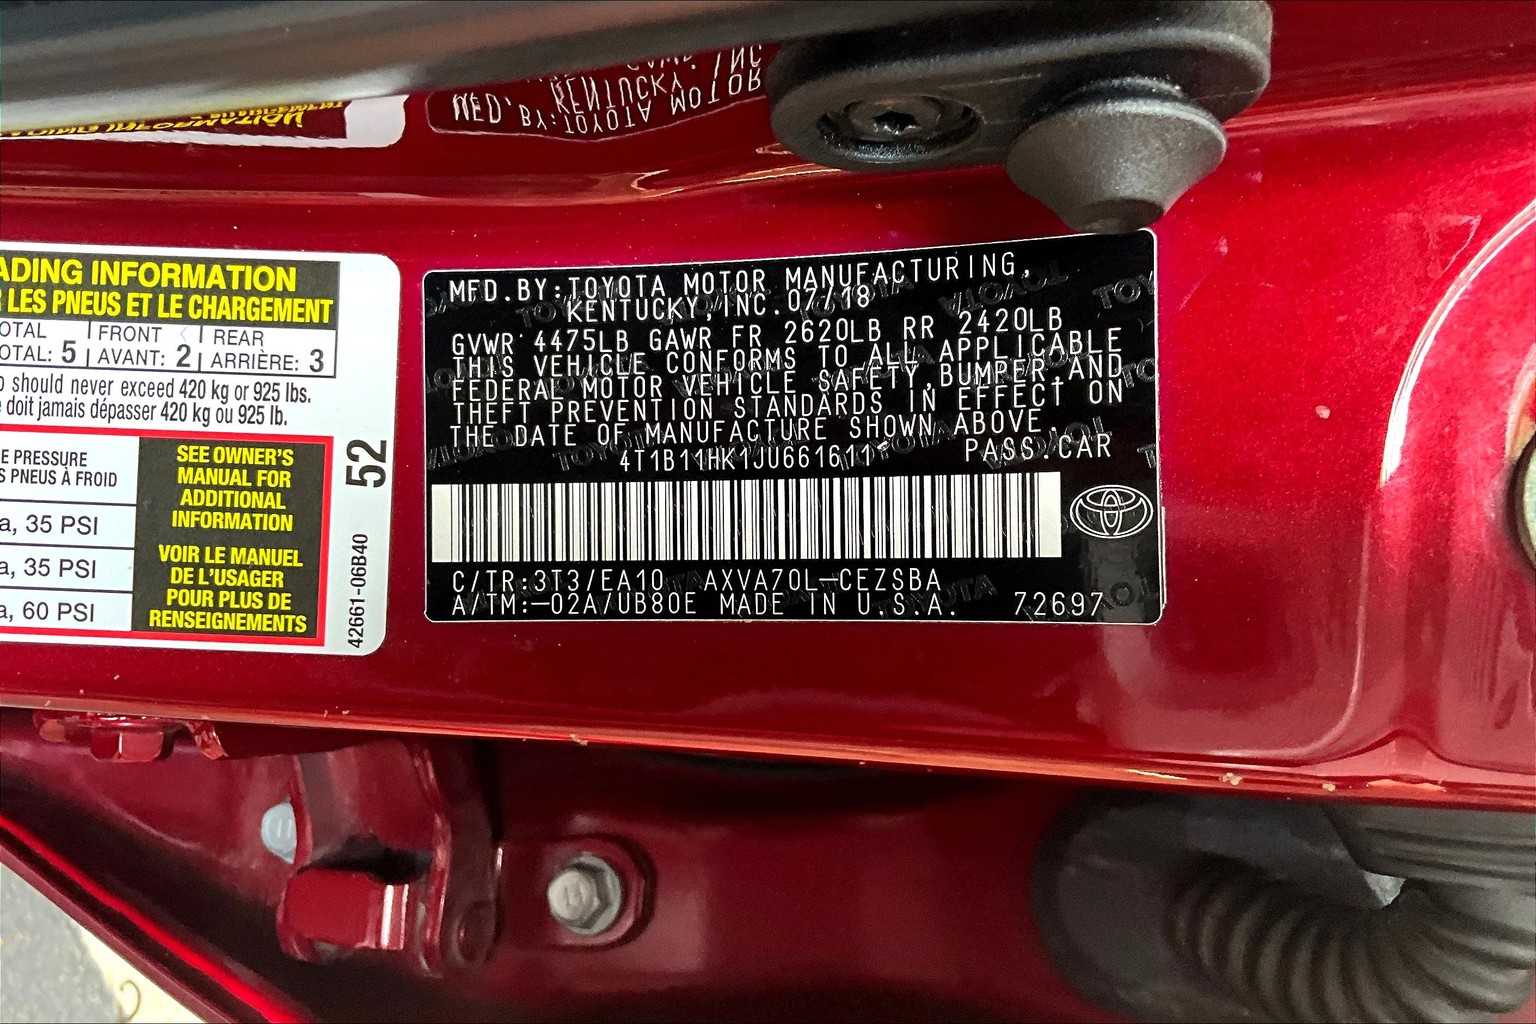 ADING INFORMATION
R LES PNEUS ET LE CHARGEMENT
OTAL FRONT REAR
OTAL: 5 AVANT: 2 ARRIÈRE: 3
should never exceed 420 kg or 925 lbs.
doit jamais dépasser 420 kg ou 925 lb.
E PRESSURE
S PNEUS À FROID
a, 35 PSI
a, 35 PSI
a, 60 PSI
SEE OWNER'S
MANUAL FOR
ADDITIONAL
INFORMATION
VOIR LE MANUEL
DE L'USAGER
POUR PLUS DE
RENSEIGNEMENTS
52
42661-06B40
MFD.BY:TOYOTA MOTOR MANUFACTURING,
KENTUCKY,INC.07/18
GVWR 4475LB GAWR FR 2620LB RR 2420LB
THIS VEHICLE CONFORMS TO ALL APPLICABLE
FEDERAL MOTOR VEHICLE SAFETY,BUMPER,AND
THEFT PREVENTION STANDARDS IN EFFECT ON
THE DATE OF MANUFACTURE SHOWN ABOVE.
4T1B11HK1JU661611* PASS.CAR
C/TR:3T3/EA10 AXVA70L-CEZSBA
A/TM:-02A/UB80E MADE IN U.S.A. 72697